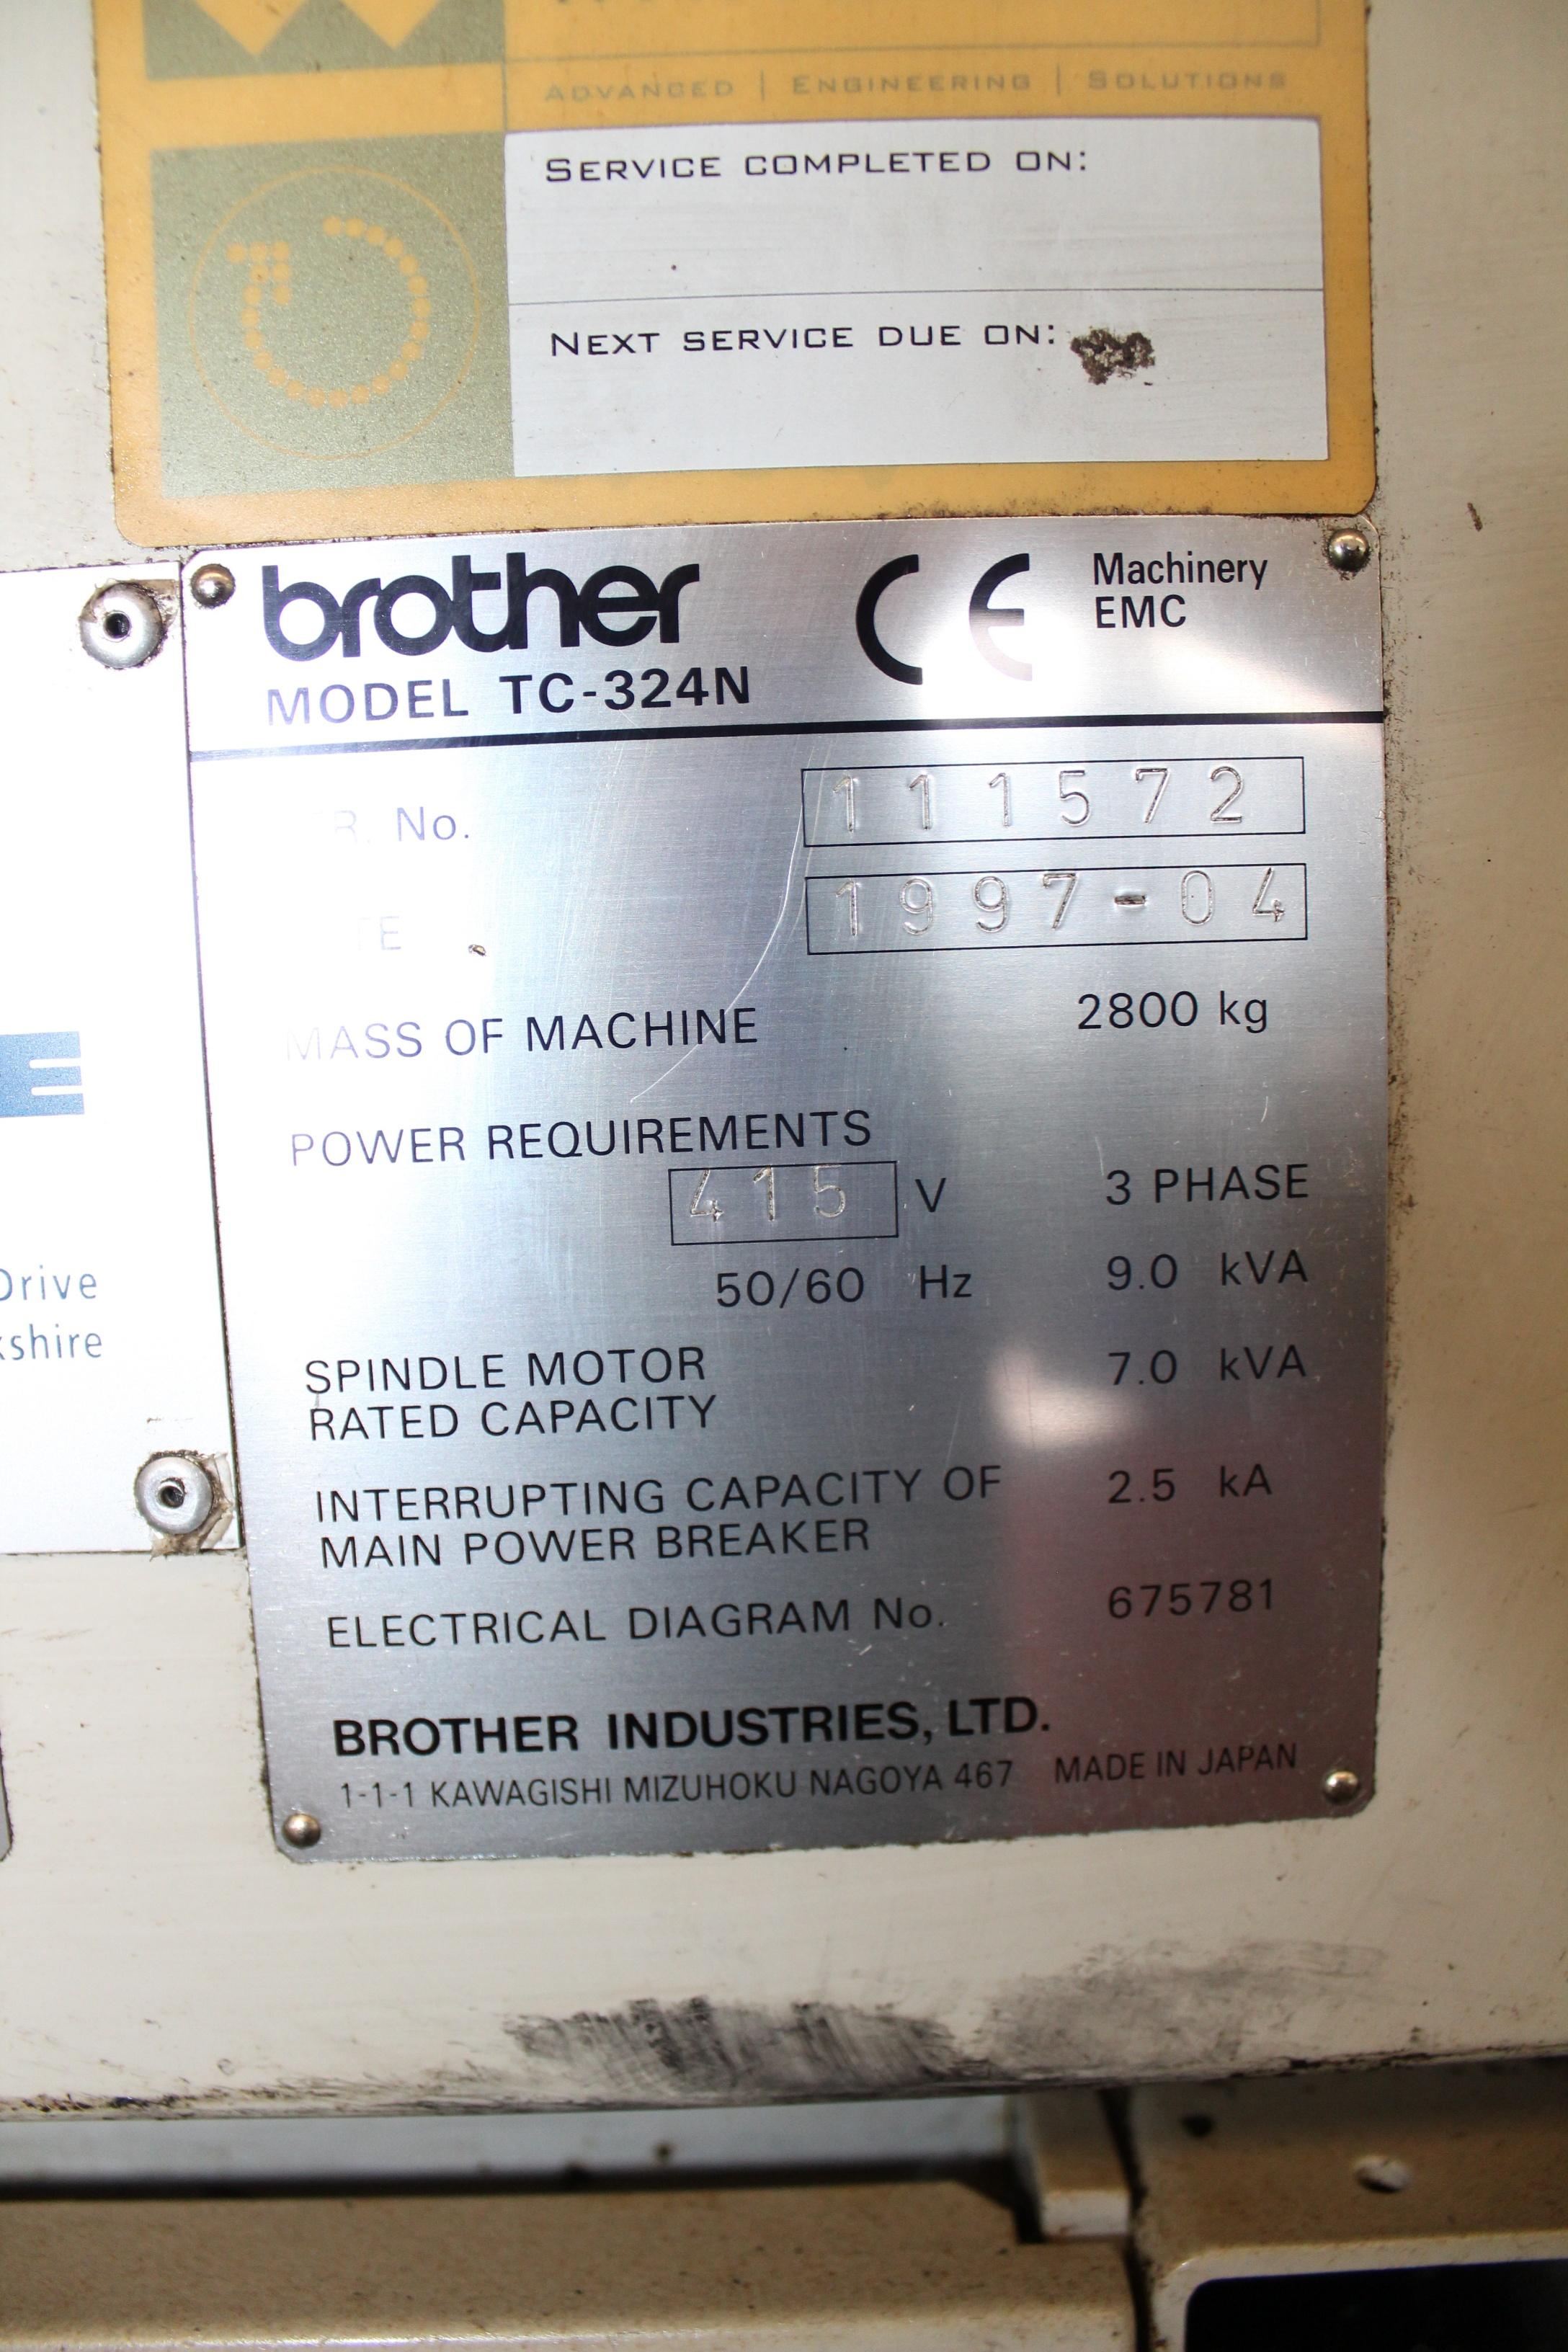 ADVANCED | ENGINEERING | SOLUTIONS
SERVICE COMPLETED ON:
NEXT SERVICE DUE ON:
brother
CE
Machinery
EMC
MODEL TC-324N
R. No.
111572
TE
1997-04
MASS OF MACHINE 2800 kg
POWER REQUIREMENTS
415 V 3 PHASE
50/60 Hz 9.0 kVA
SPINDLE MOTOR 7.0 kVA
RATED CAPACITY
INTERRUPTING CAPACITY OF 2.5 kA
MAIN POWER BREAKER
ELECTRICAL DIAGRAM No. 675781
BROTHER INDUSTRIES, LTD.
1-1-1 KAWAGISHI MIZUHOKU NAGOYA 467 MADE IN JAPAN
E
Drive
kshire